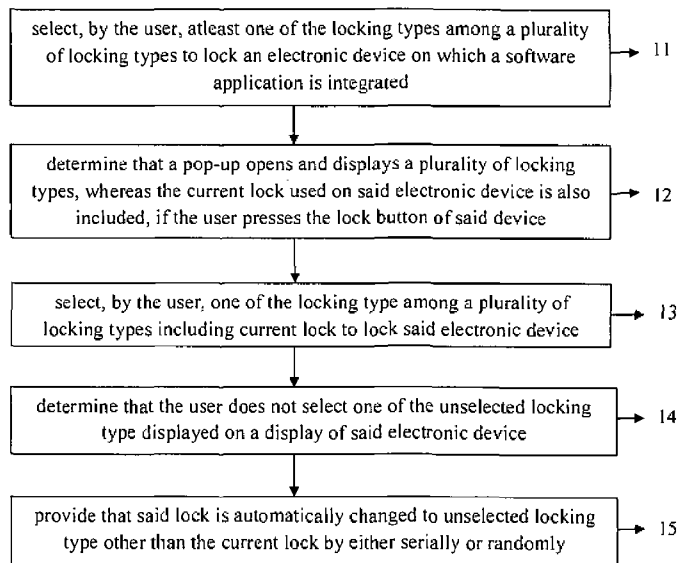 select, by the user, atleast one of the locking types among a plurality
of locking types to lock an electronic device on which a software
application is integrated
11
determine that a pop-up opens and displays a plurality of locking
types, whereas the current lock used on said electronic device is also
included, if the user presses the lock button of said device
12
select, by the user, one of the locking type among a plurality of
locking types including current lock to lock said electronic device
13
determine that the user does not select one of the unselected locking
type displayed on a display of said electronic device
14
provide that said lock is automatically changed to unselected locking
type other than the current lock by either serially or randomly
15